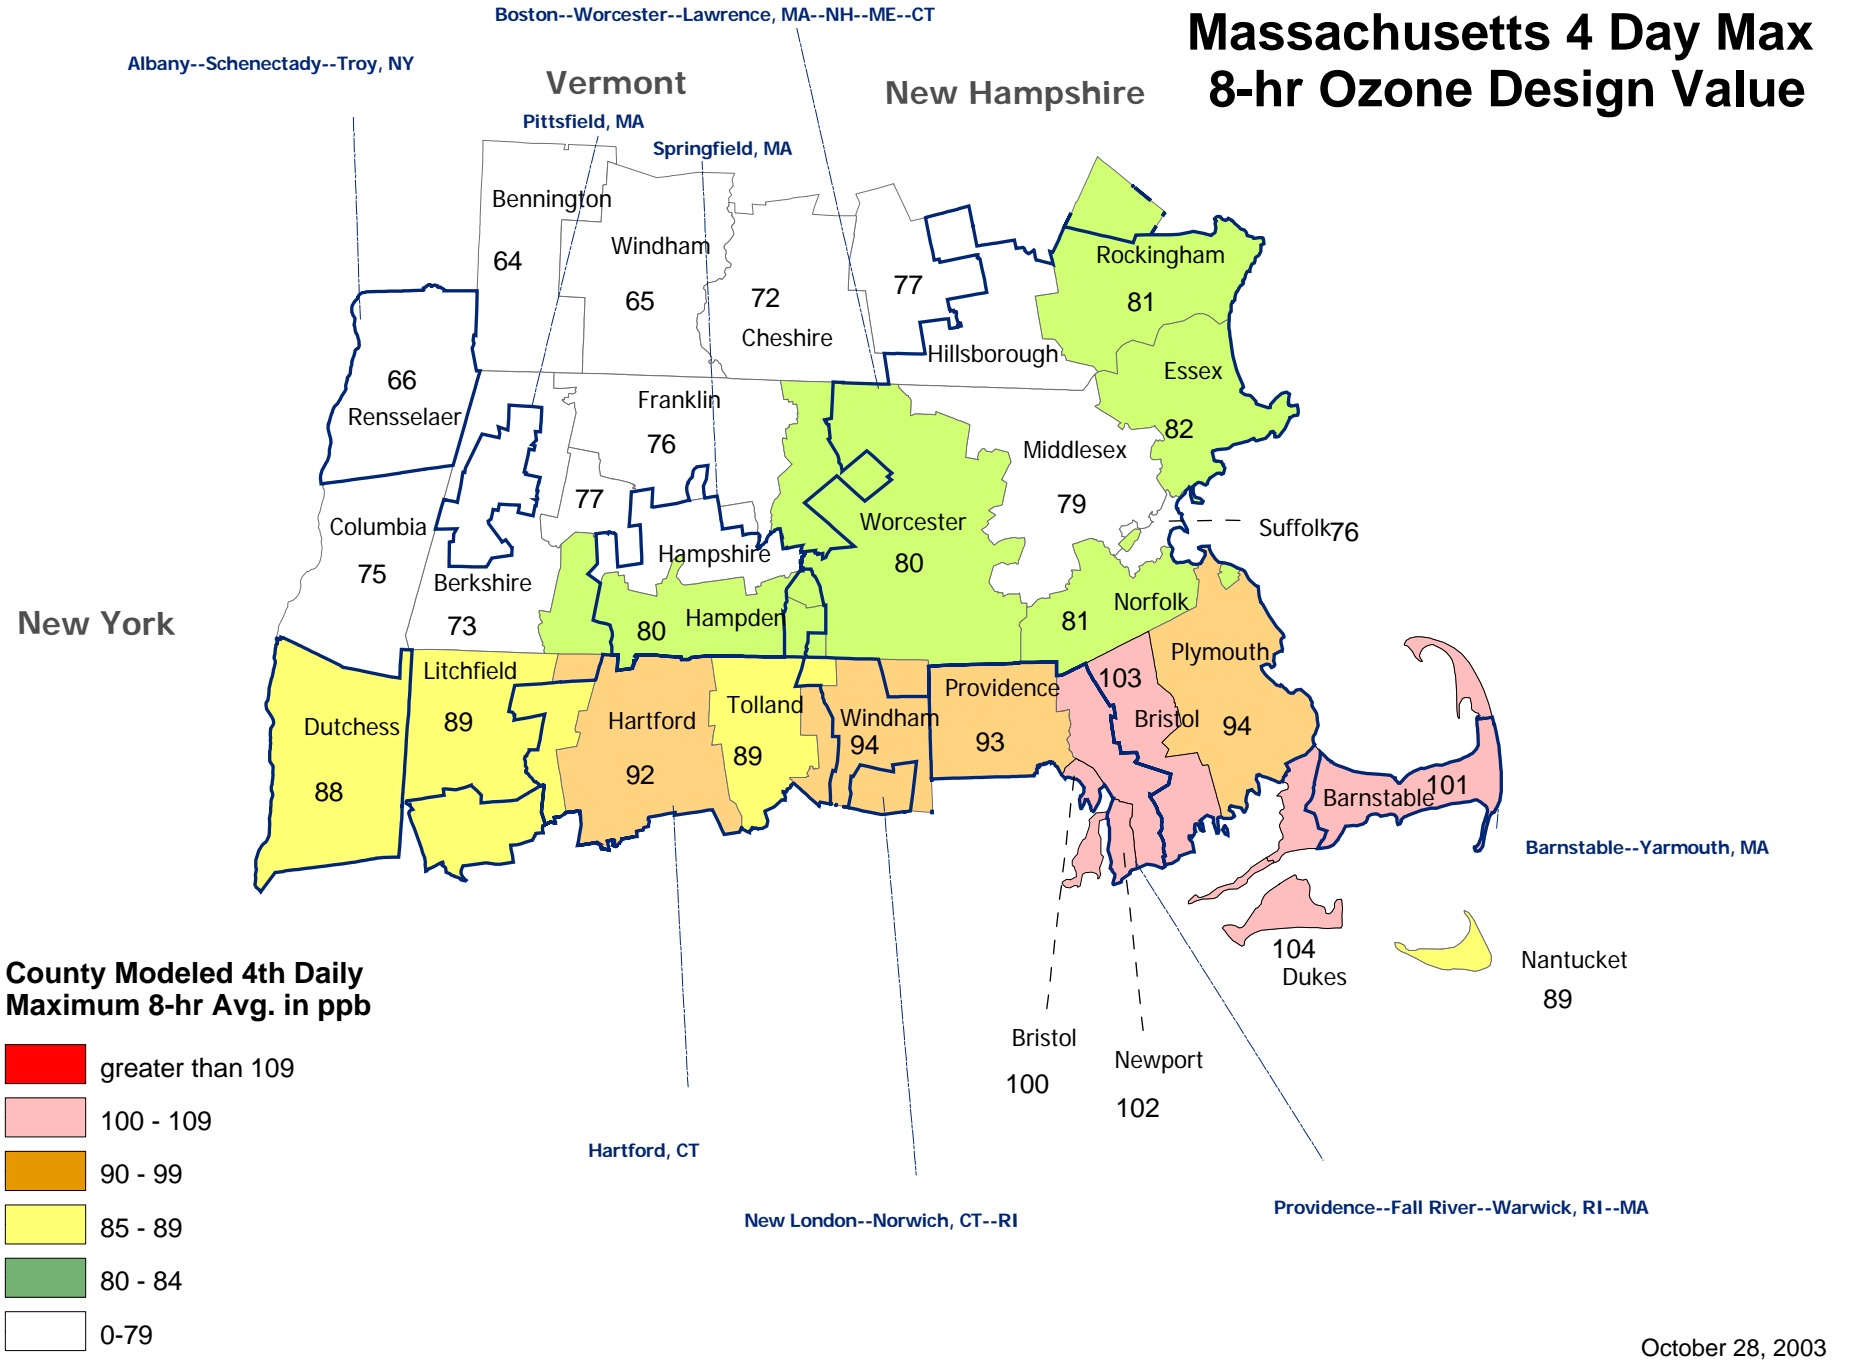 Boston--Worcester--Lawrence, MA--NH--ME--CT
Massachusetts 4 Day Max
8-hr Ozone Design Value
Albany--Schenectady--Troy, NY
Vermont
New Hampshire
Pittsfield, MA
Springfield, MA
Bennington
64
Windham
65
72
Cheshire
77
Hillsborough
Rockingham
81
Essex
82
66
Rensselaer
Franklin
76
Middlesex
79
77
Columbia
75
Worcester
80
Suffolk76
Hampshire
Berkshire
73
New York
80
Hampden
Norfolk
81
Plymouth
94
Litchfield
89
Dutchess
88
Hartford
92
Tolland
89
Windham
94
Providence
93
103
Bristol
Barnstable101
Barnstable--Yarmouth, MA
104
Dukes
Nantucket
89
County Modeled 4th Daily
Maximum 8-hr Avg. in ppb
greater than 109
100 - 109
90 - 99
85 - 89
80 - 84
0-79
Bristol
100
Newport
102
Hartford, CT
New London--Norwich, CT--RI
Providence--Fall River--Warwick, RI--MA
October 28, 2003